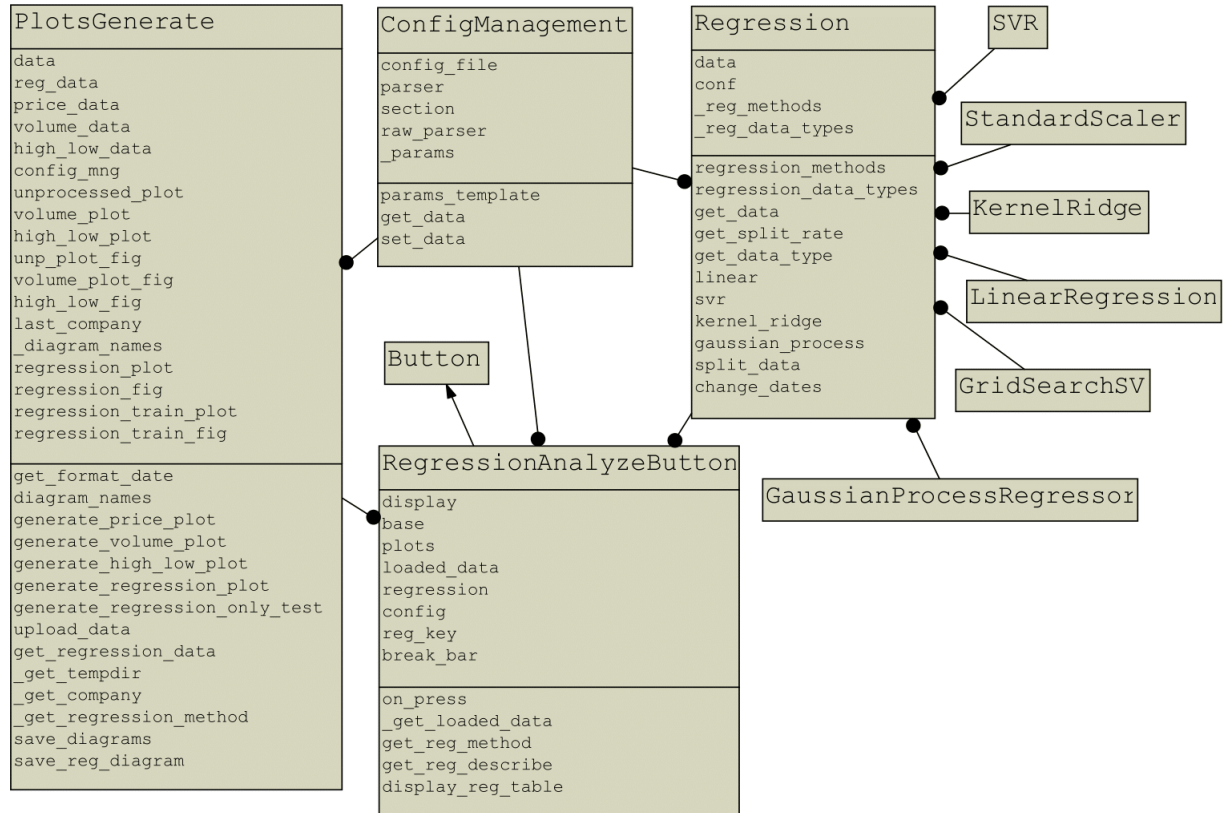 PlotsGenerate
data
reg_data
price_data
volume_data
high_low_data
config_mng
unprocessed_plot
volume_plot
high_low_plot
unp_plot_fig
volume_plot_fig
high_low_fig
last_company
_diagram_names
regression_plot
regression_fig
regression_train_plot
regression_train_fig
get_format_date
diagram_names
generate_price_plot
generate_volume_plot
generate_high_low_plot
generate_regression_plot
generate_regression_only_test
upload_data
get_regression_data
_get_tempdir
_get_company
_get_regression_method
save_diagrams
save_reg_diagram
ConfigManagement
config_file
parser
section
raw_parser
_params
params_template
get_data
set_data
Button
RegressionAnalyzeButton
display
base
plots
loaded_data
regression
config
reg_key
break_bar
on_press
_get_loaded_data
get_reg_method
get_reg_describe
display_reg_table
Regression
data
conf
_reg_methods
_reg_data_types
regression_methods
regression_data_types
get_data
get_split_rate
get_data_type
linear
svr
kernel_ridge
gaussian_process
split_data
change_dates
SVR
StandardScaler
KernelRidge
LinearRegression
GridSearchSV
GaussianProcessRegressor